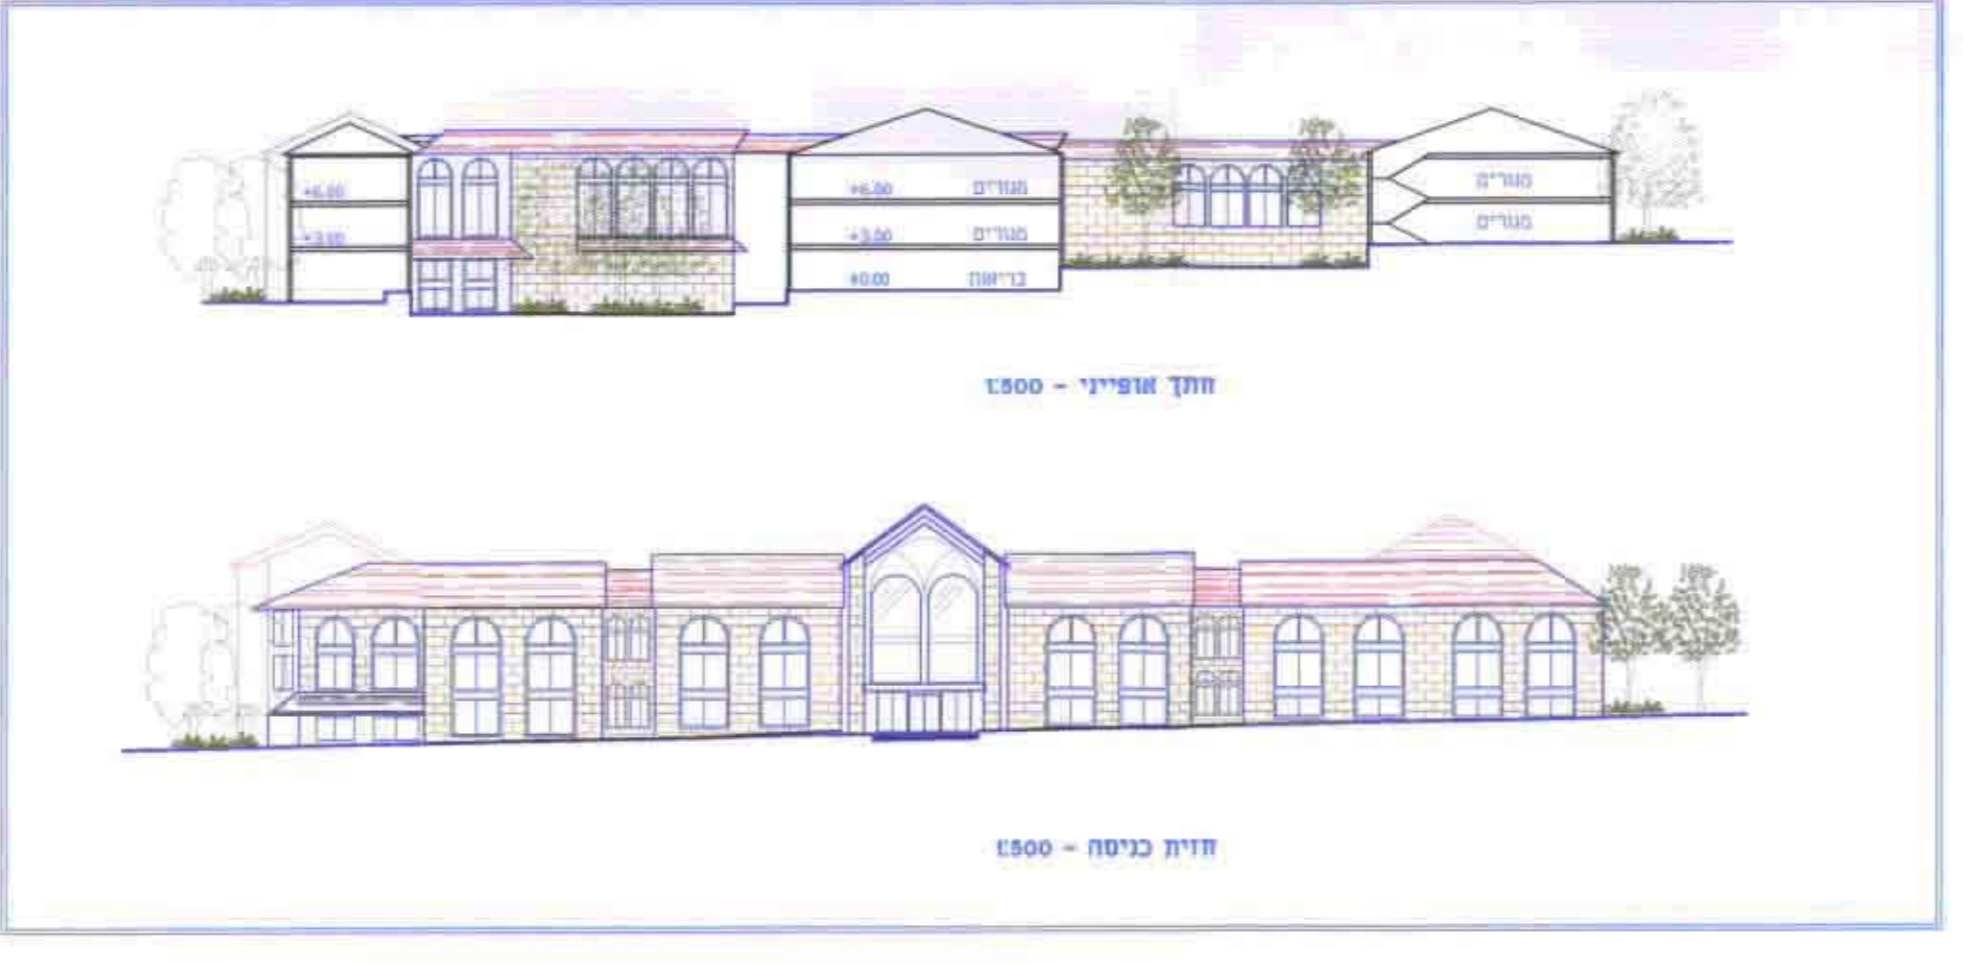 +6.00
+3.00
+6.00 מגורים
+3.00 מגורים
+0.00 בריאות
מגורים
מגורים
חתך אופייני - 1:500
חזית כניסה - 1:500